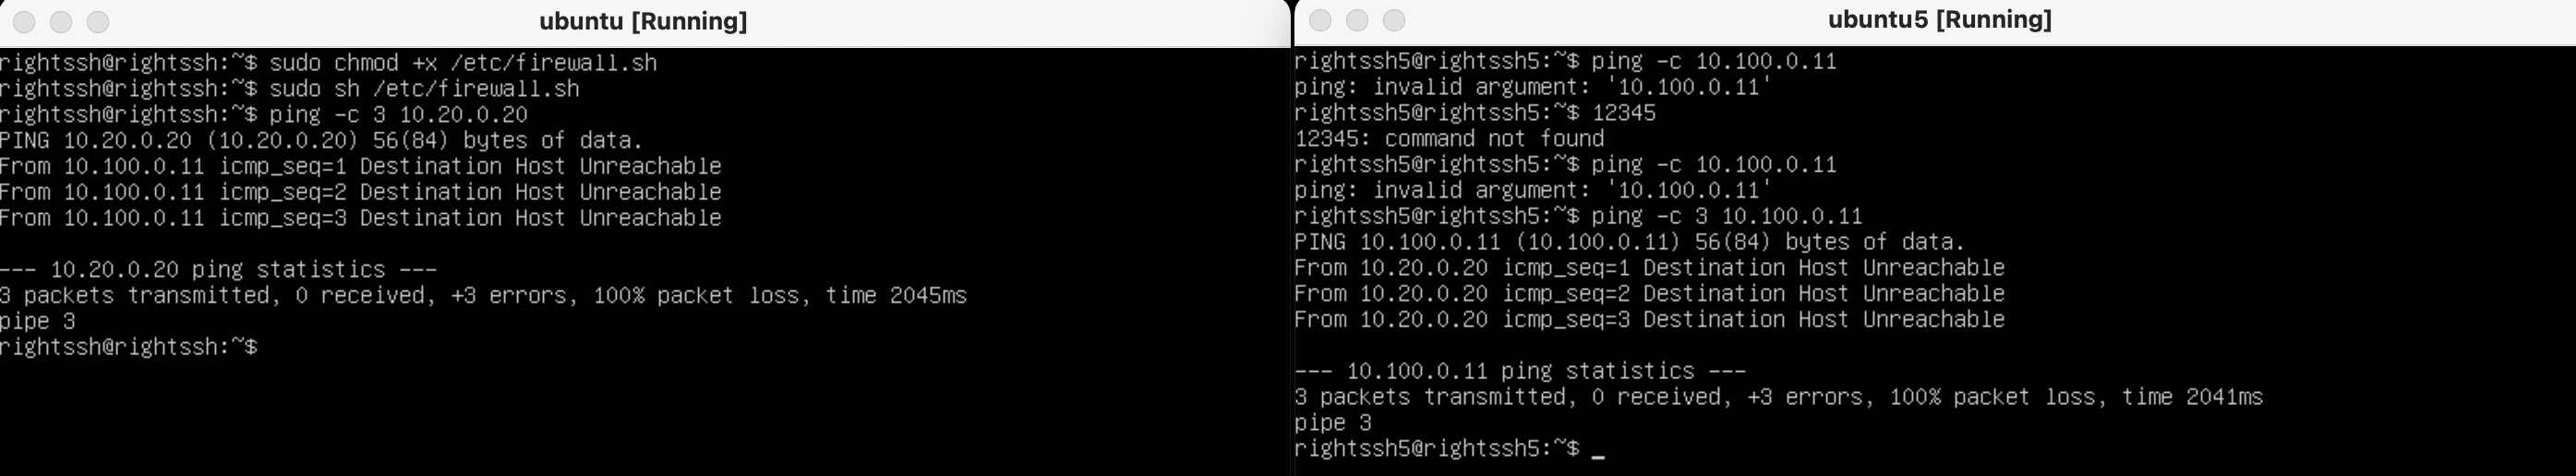 ubuntu [Running]
rightssh@rightssh:~$ sudo chmod +x /etc/firewall.sh
rightssh@rightssh:~$ sudo sh /etc/firewall.sh
rightssh@rightssh:~$ ping -c 3 10.20.0.20
PING 10.20.0.20 (10.20.0.20) 56(84) bytes of data.
From 10.100.0.11 icmp_seq=1 Destination Host Unreachable
From 10.100.0.11 icmp_seq=2 Destination Host Unreachable
From 10.100.0.11 icmp_seq=3 Destination Host Unreachable
--- 10.20.0.20 ping statistics ---
3 packets transmitted, 0 received, +3 errors, 100% packet loss, time 2045ms
pipe 3
rightssh@rightssh:~$
ubuntu5 [Running]
rightssh5@rightssh5:~$ ping -c 10.100.0.11
ping: invalid argument: '10.100.0.11'
rightssh5@rightssh5:~$ 12345
12345: command not found
rightssh5@rightssh5:~$ ping -c 10.100.0.11
ping: invalid argument: '10.100.0.11'
rightssh5@rightssh5:~$ ping -c 3 10.100.0.11
PING 10.100.0.11 (10.100.0.11) 56(84) bytes of data.
From 10.20.0.20 icmp_seq=1 Destination Host Unreachable
From 10.20.0.20 icmp_seq=2 Destination Host Unreachable
From 10.20.0.20 icmp_seq=3 Destination Host Unreachable
--- 10.100.0.11 ping statistics ---
3 packets transmitted, 0 received, +3 errors, 100% packet loss, time 2041ms
pipe 3
rightssh5@rightssh5:~$ _